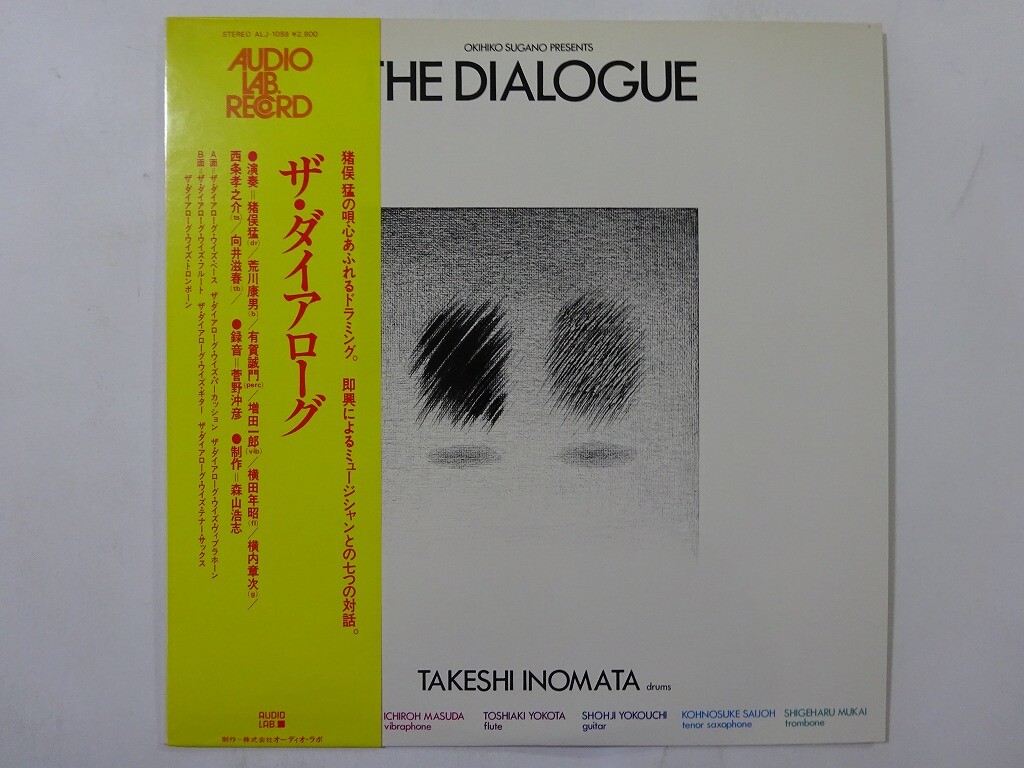 STEREO ALJ-1058 ¥2,800
AUDIO
LAB.
RECORD
猪俣 猛の唄心あふれるドラミング。 即興によるミュージシャンとの七つの対話。
ザ・ダイアローグ
●演奏＝猪俣猛(dr)／荒川康男(b)／有賀誠門(perc)／増田一郎(vib)／横田年昭(fl)／横内章次(g)／
西条孝之介(ts)／向井滋春(tb)／ ●録音＝菅野沖彦 ●制作＝森山浩志
A面＝ザ・ダイアローグ・ウイズ・ベース ザ・ダイアローグ・ウイズ・パーカッション ザ・ダイアローグ・ウイズ・ヴィブラホーン
B面＝ザ・ダイアローグ・ウイズ・フルート ザ・ダイアローグ・ウイズ・ギター ザ・ダイアローグ・ウイズ・テナー・サックス
ザ・ダイアローグ・ウイズ・トロンボーン
AUDIO
LAB
制作－株式会社オーディオ・ラボ
OKIHIKO SUGANO PRESENTS
THE DIALOGUE
TAKESHI INOMATA drums
ICHIROH MASUDA
vibraphone
TOSHIAKI YOKOTA
flute
SHOHJI YOKOUCHI
guitar
KOHNOSUKE SAIJOH
tenor saxophone
SHIGEHARU MUKAI
trombone